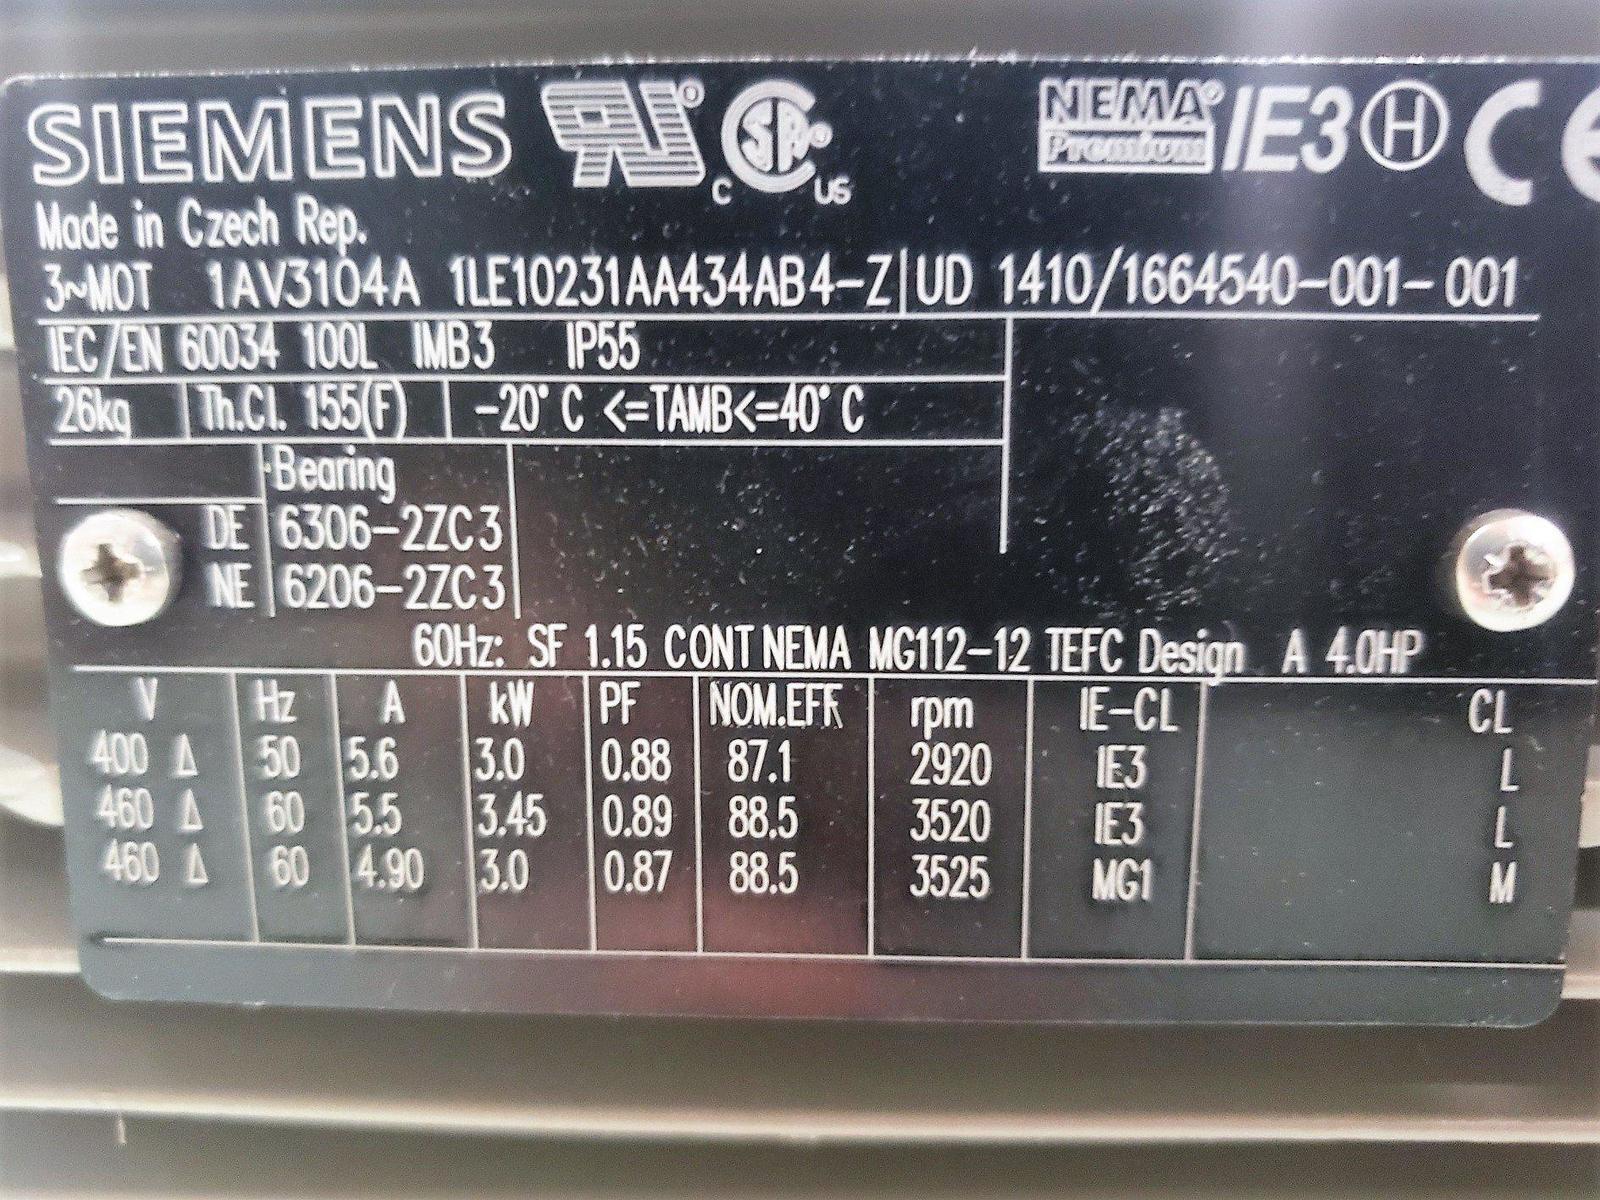 SIEMENS UR® C SA® US NEMA® Premium IE3 H CE
Made in Czech Rep.
3~MOT 1AV3104A 1LE10231AA434AB4-Z UD 1410/1664540-001-001
IEC/EN 60034 100L IMB3 IP55
26kg Th.Cl. 155(F) -20°C <=TAMB<=40°C
Bearing
DE 6306-2ZC3
NE 6206-2ZC3
60Hz: SF 1.15 CONT NEMA MG112-12 TEFC Design A 4.0HP
V Hz A kW PF NOM.EFF rpm IE-CL CL
400 Δ 50 5.6 3.0 0.88 87.1 2920 IE3 L
460 Δ 60 5.5 3.45 0.89 88.5 3520 IE3 L
460 Δ 60 4.90 3.0 0.87 88.5 3525 MG1 M